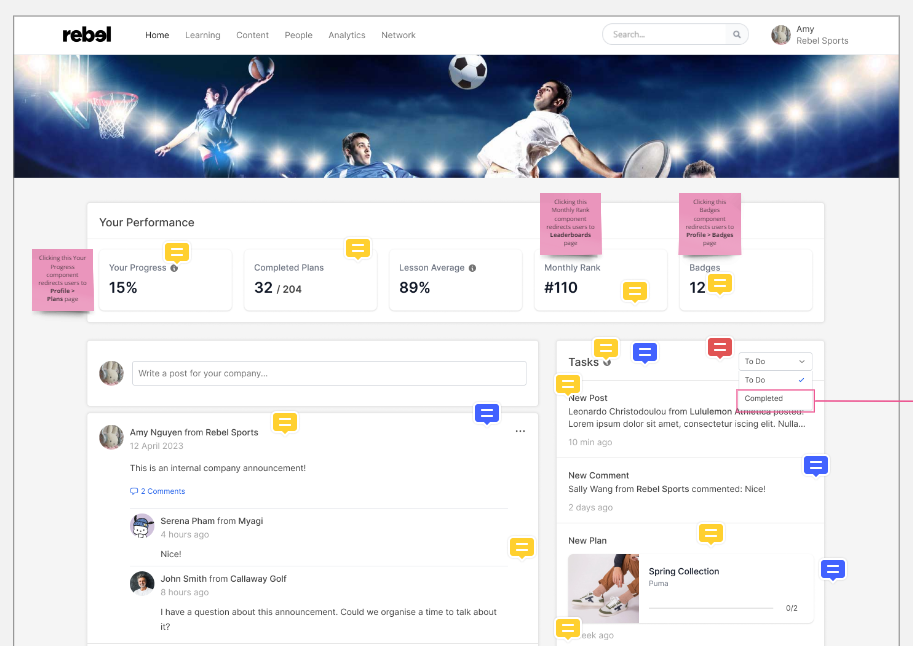 rebel
Home Learning Content People Analytics Network
Search...
Amy
Rebel Sports
Clicking this
Monthly Rank
component
redirects users to
Leaderboards
page
Clicking this
Badges
component
redirects users to
Profile > Badges
page
Your Performance
Clicking this Your
Progress
component
redirects users to
Profile >
Plans page
Your Progress
15%
Completed Plans
32 / 204
Lesson Average
89%
Monthly Rank
#110
Badges
12
Write a post for your company...
Amy Nguyen from Rebel Sports
12 April 2023
This is an internal company announcement!
2 Comments
Serena Pham from Myagi
4 hours ago
Nice!
John Smith from Callaway Golf
8 hours ago
I have a question about this announcement. Could we organise a time to talk about
it?
Tasks
To Do
To Do
Completed
New Post
Leonardo Christodoulou from Lululemon Athletica posted:
Lorem ipsum dolor sit amet, consectetur iscing elit. Nulla...
10 min ago
New Comment
Sally Wang from Rebel Sports commented: Nice!
2 days ago
New Plan
Spring Collection
Puma
0/2
ago